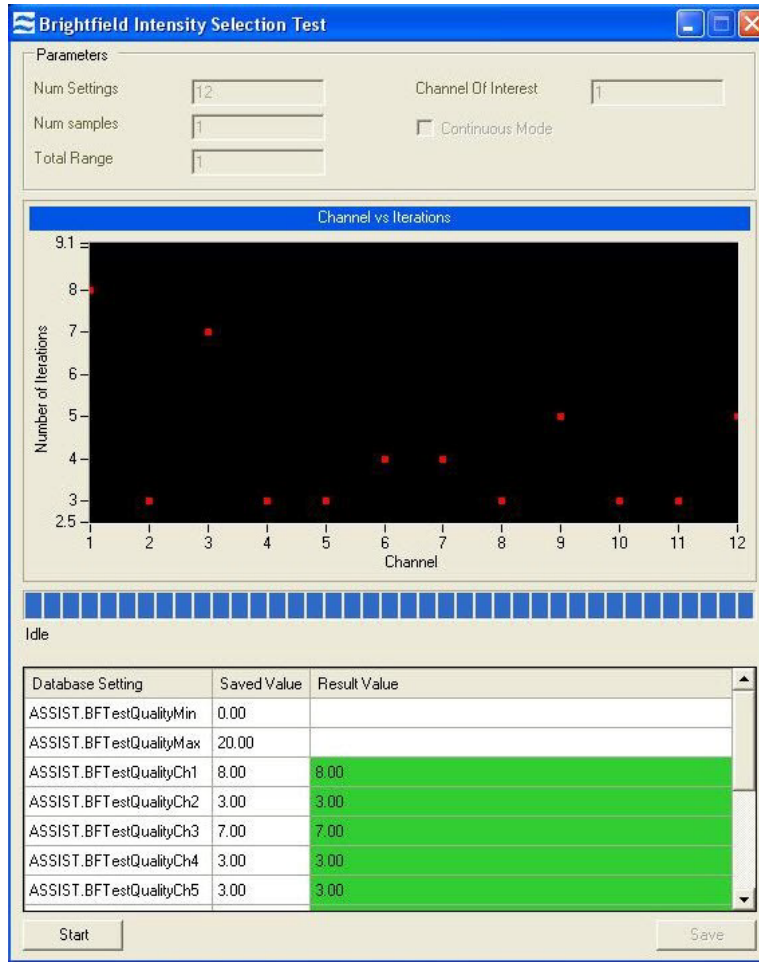 Brightfield Intensity Selection Test
Parameters
Num Settings 12 Channel Of Interest 1
Num samples 1 Continuous Mode
Total Range 1
Channel vs Iterations
9.1
8
7
6
5
4
3
2.5
Number of Iterations
1 2 3 4 5 6 7 8 9 10 11 12
Channel
Idle
Database Setting Saved Value Result Value
ASSIST.BFTestQualityMin 0.00
ASSIST.BFTestQualityMax 20.00
ASSIST.BFTestQualityCh1 8.00 8.00
ASSIST.BFTestQualityCh2 3.00 3.00
ASSIST.BFTestQualityCh3 7.00 7.00
ASSIST.BFTestQualityCh4 3.00 3.00
ASSIST.BFTestQualityCh5 3.00 3.00
Start Save